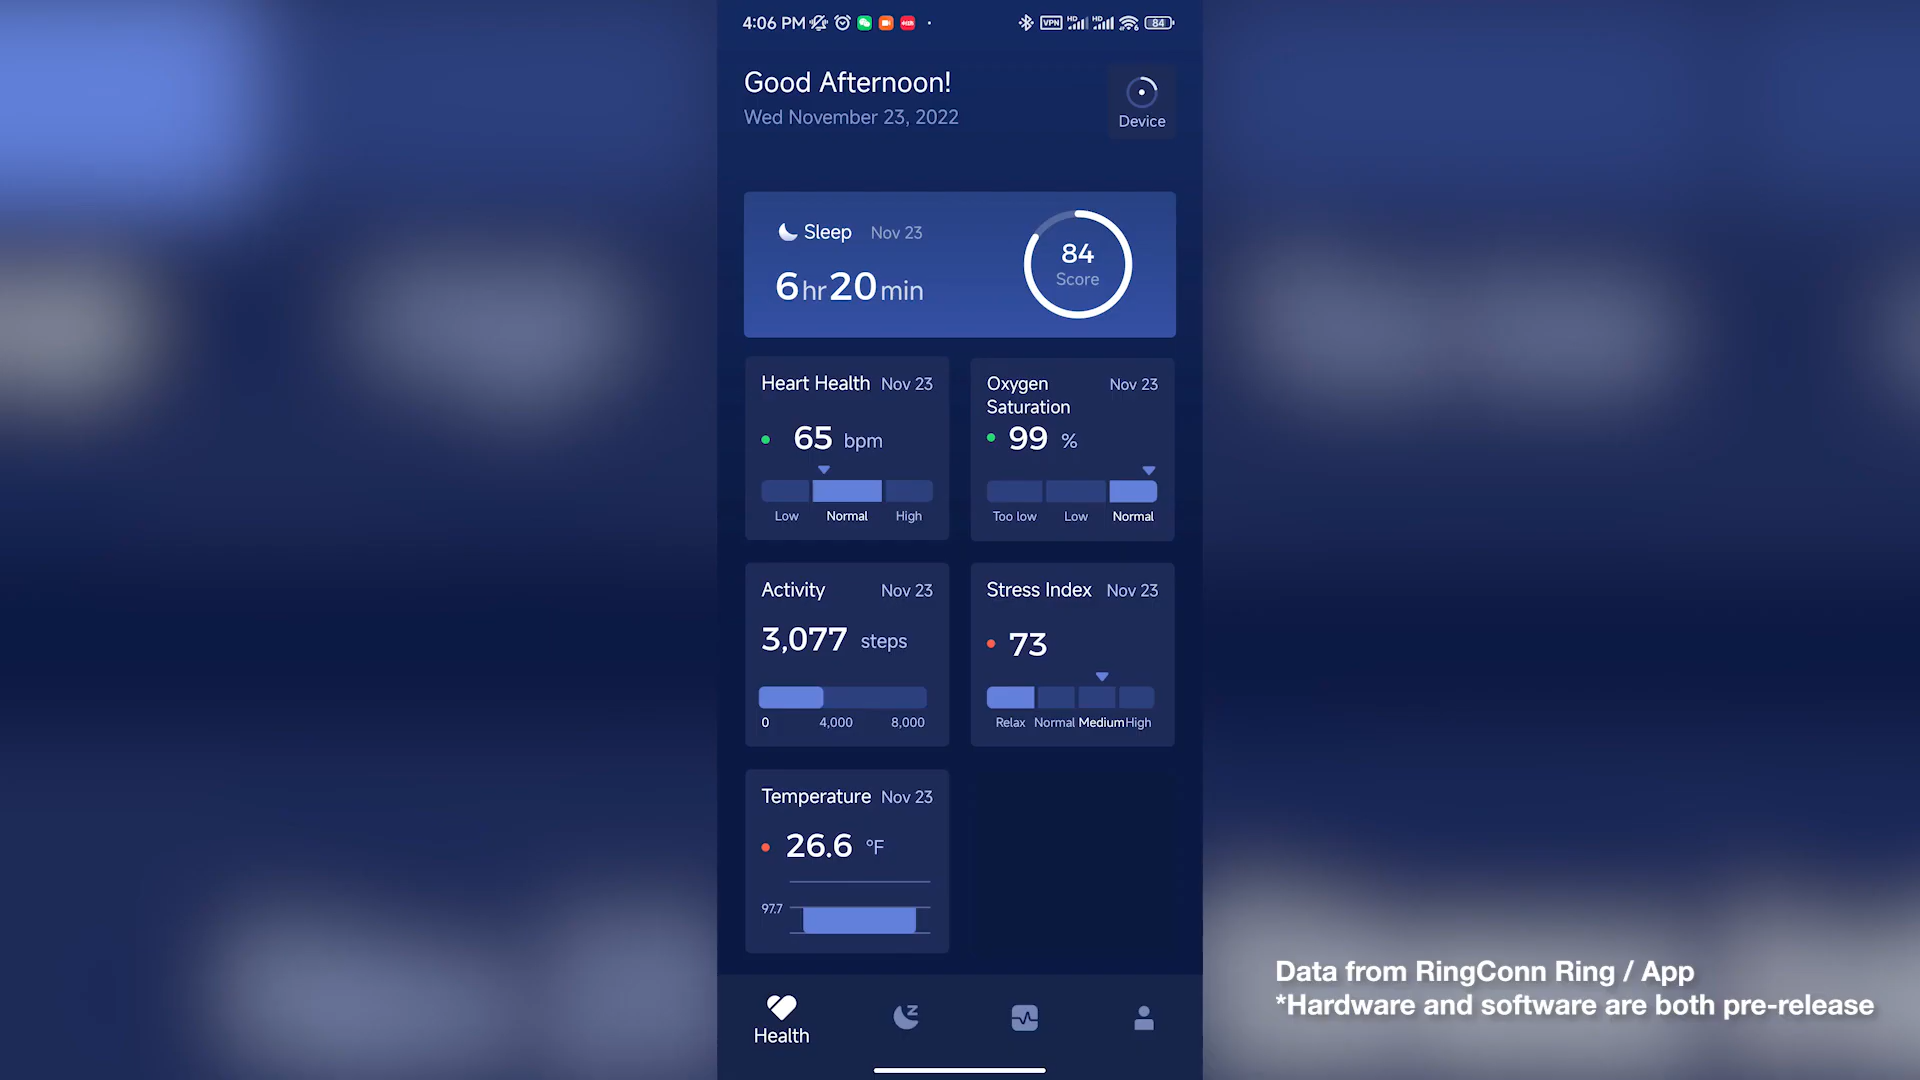 4:06 PM
VPN HD HD 84
Good Afternoon!
Wed November 23, 2022
Device
Sleep Nov 23
6hr20min
84
Score
Heart Health Nov 23
65 bpm
Low Normal High
Oxygen Nov 23
Saturation
99 %
Too low Low Normal
Activity Nov 23
3,077 steps
0 4,000 8,000
Stress Index Nov 23
73
Relax Normal Medium High
Temperature Nov 23
26.6 °F
97.7
Health
Data from RingConn Ring / App
*Hardware and software are both pre-release